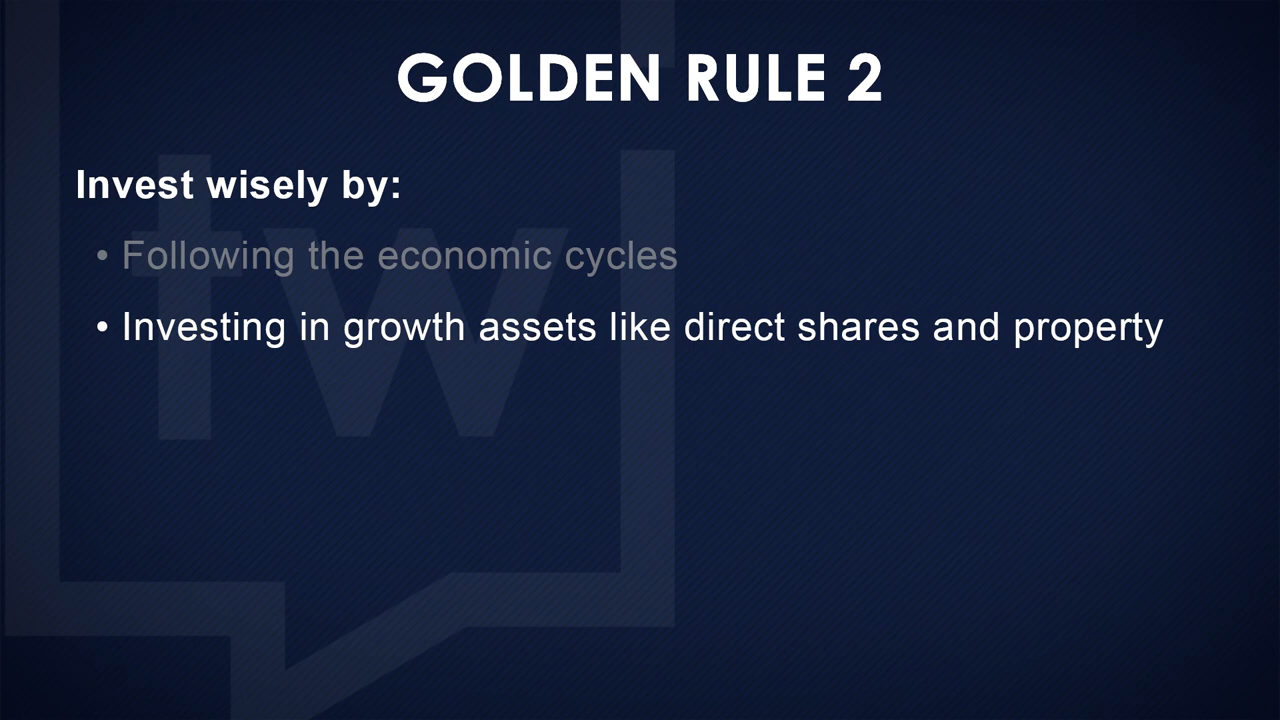 GOLDEN RULE 2
Invest wisely by:
• Following the economic cycles
• Investing in growth assets like direct shares and property
tw